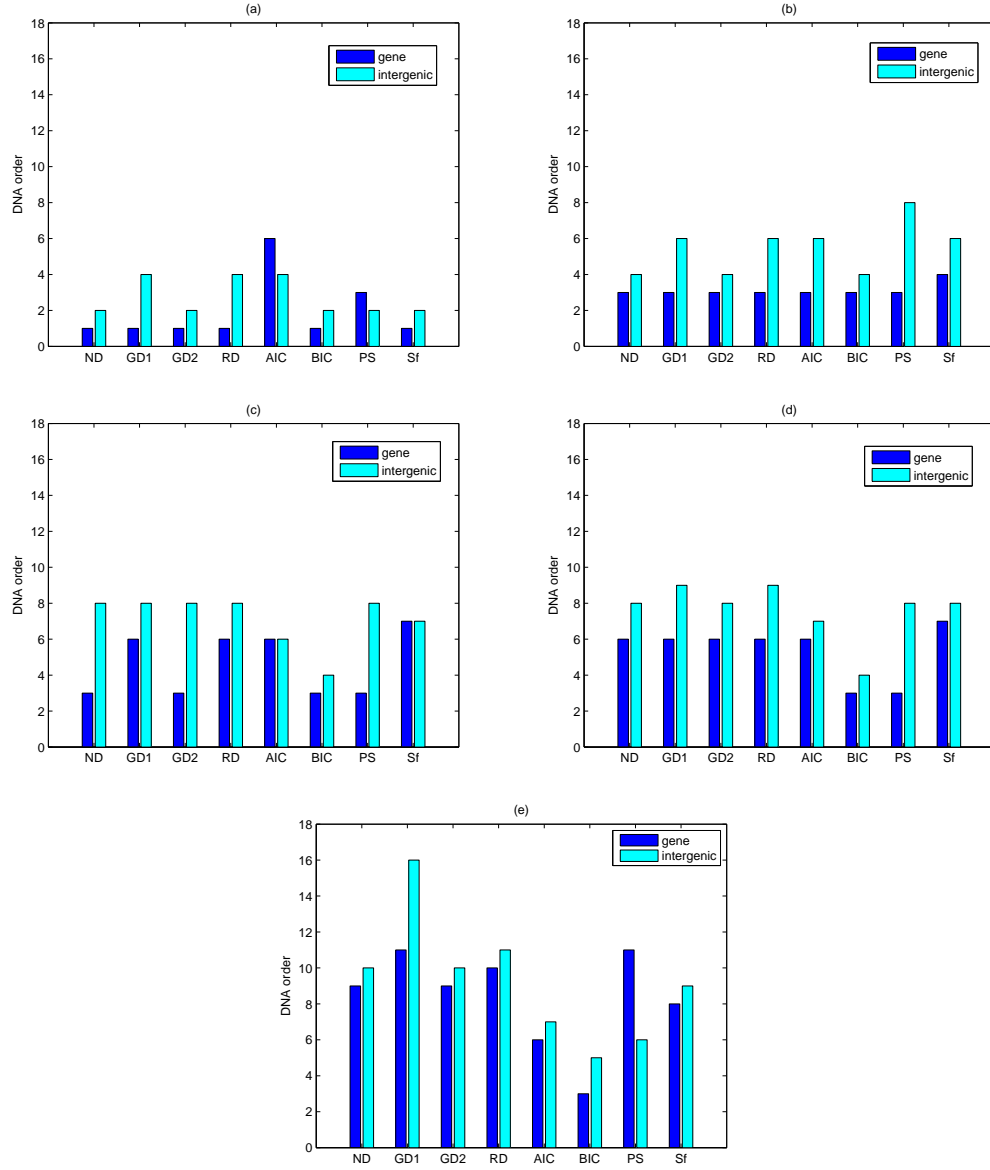 (a)
18
16
14
12
10
8
6
4
2
0
DNA order
gene
intergenic
ND GD1 GD2 RD AIC BIC PS Sf
(b)
18
16
14
12
10
8
6
4
2
0
DNA order
gene
intergenic
ND GD1 GD2 RD AIC BIC PS Sf
(c)
18
16
14
12
10
8
6
4
2
0
DNA order
gene
intergenic
ND GD1 GD2 RD AIC BIC PS Sf
(d)
18
16
14
12
10
8
6
4
2
0
DNA order
gene
intergenic
ND GD1 GD2 RD AIC BIC PS Sf
(e)
18
16
14
12
10
8
6
4
2
0
DNA order
gene
intergenic
ND GD1 GD2 RD AIC BIC PS Sf